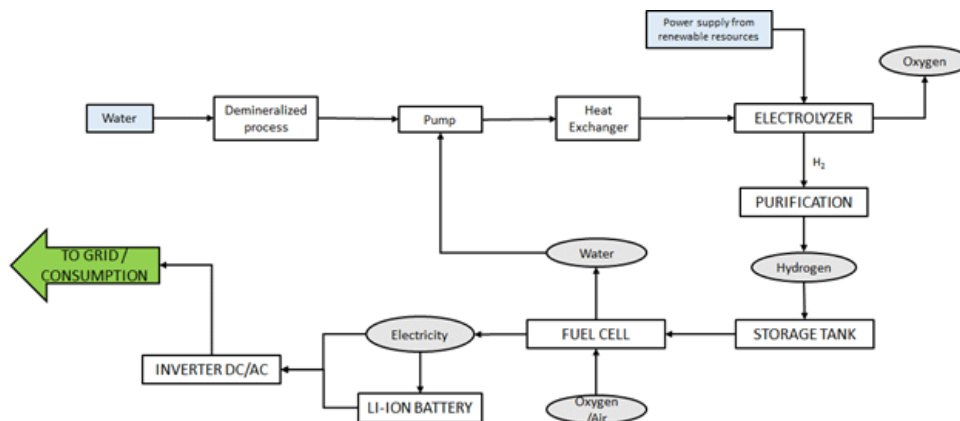 Power supply from
renewable resources
Oxygen
Water
Demineralized
process
Pump
Heat
Exchanger
ELECTROLYZER
H₂
PURIFICATION
TO GRID /
CONSUMPTION
Water
Hydrogen
Electricity
FUEL CELL
STORAGE TANK
INVERTER DC/AC
LI-ION BATTERY
Oxygen
/Air